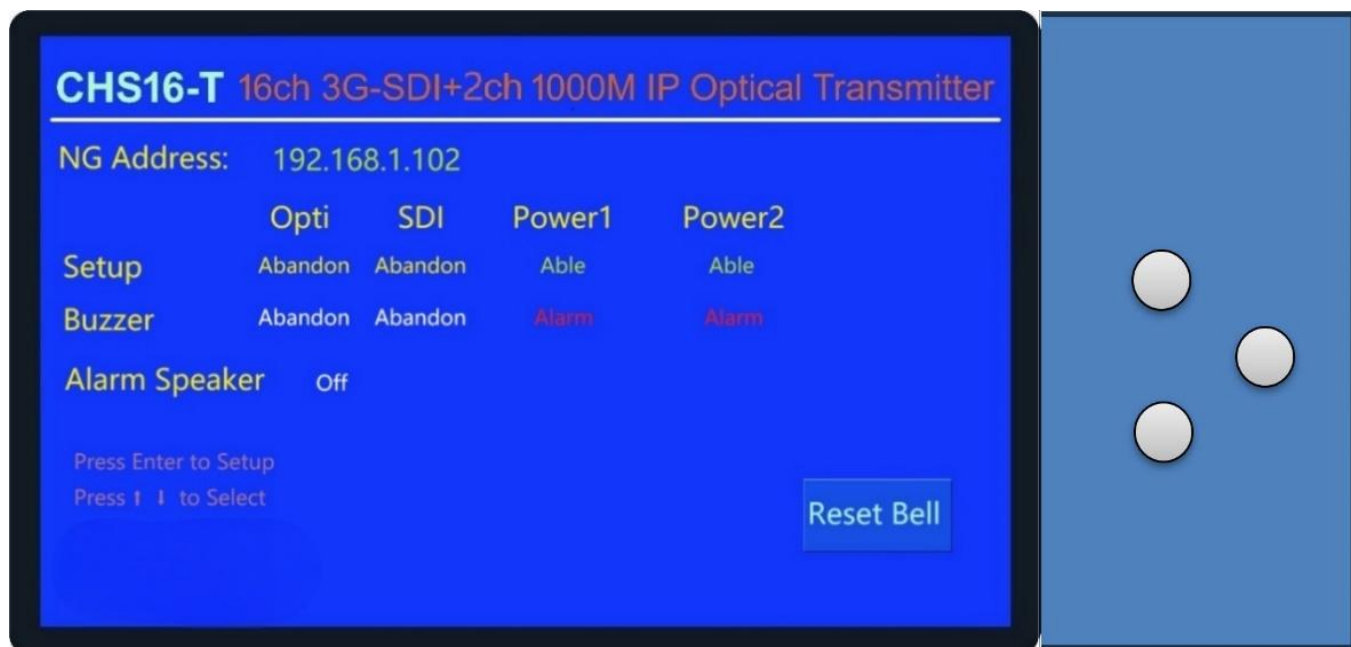 CHS16-T 16ch 3G-SDI+2ch 1000M IP Optical Transmitter
NG Address: 192.168.1.102
Opti SDI Power1 Power2
Setup Abandon Abandon Able Able
Buzzer Abandon Abandon Alarm Alarm
Alarm Speaker Off
Press Enter to Setup
Press ⬆ ⬇ to Select
Reset Bell